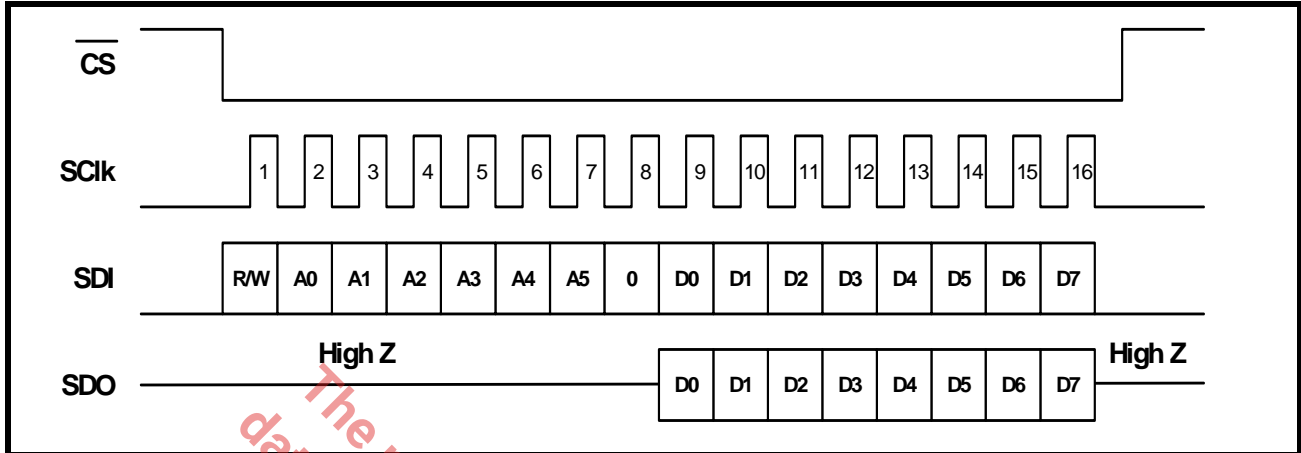 CS
SClk 1 2 3 4 5 6 7 8 9 10 11 12 13 14 15 16
SDI R/W A0 A1 A2 A3 A4 A5 0 D0 D1 D2 D3 D4 D5 D6 D7
High Z High Z
SDO D0 D1 D2 D3 D4 D5 D6 D7
The